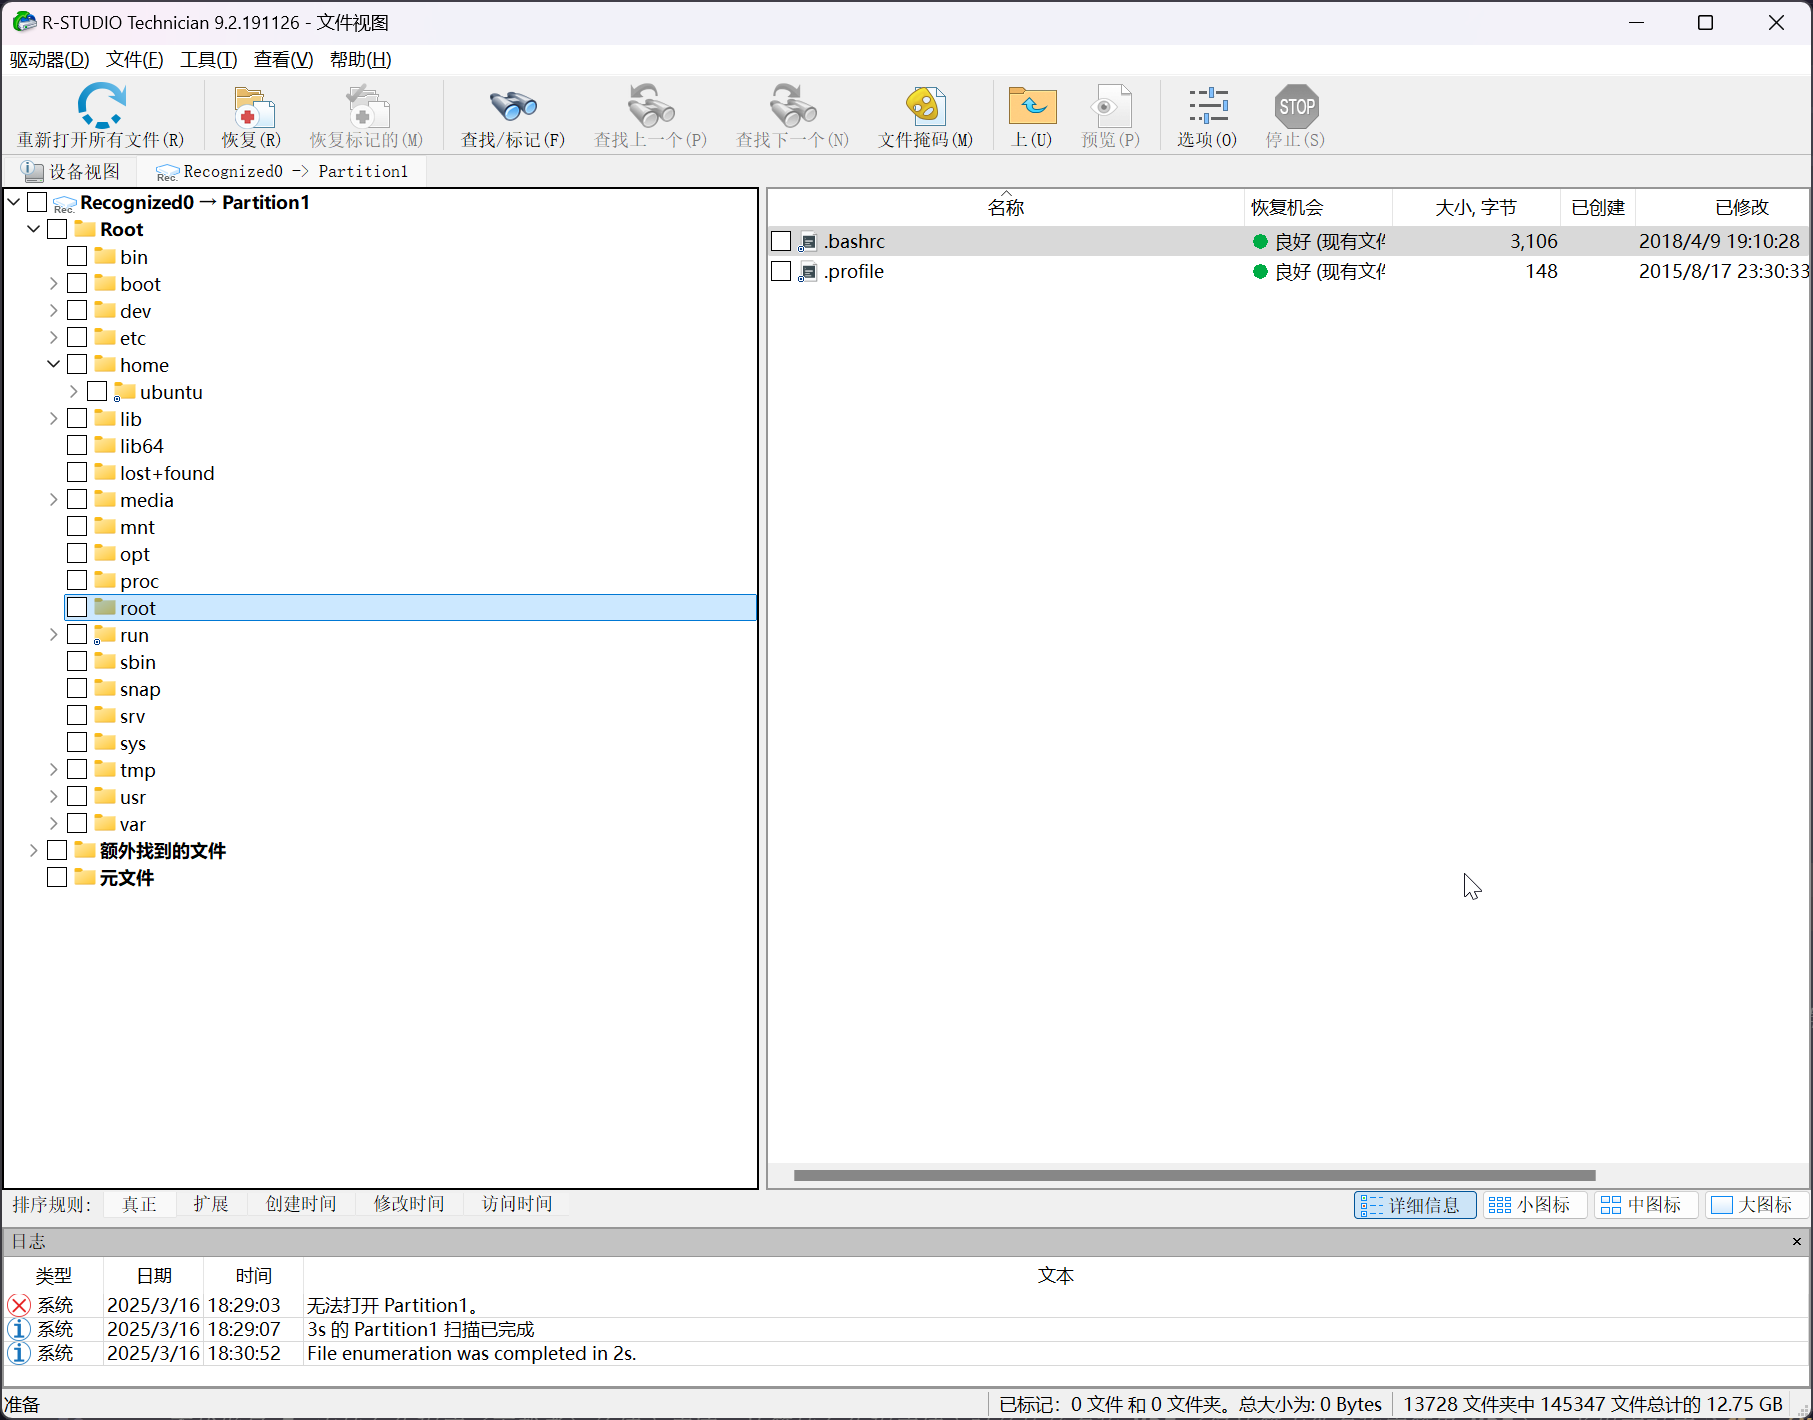 R-STUDIO Technician 9.2.191126 - 文件视图
驱动器(D) 文件(F) 工具(T) 查看(V) 帮助(H)
重新打开所有文件(R) 恢复(R) 恢复标记的(M) 查找/标记(F) 查找上一个(P) 查找下一个(N) 文件掩码(M) 上(U) 预览(P) 选项(O) STOP 停止(S)
设备视图 Rec. Recognized0 -> Partition1
Rec. Recognized0 → Partition1
Root
bin
boot
dev
etc
home
ubuntu
lib
lib64
lost+found
media
mnt
opt
proc
root
run
sbin
snap
srv
sys
tmp
usr
var
额外找到的文件
元文件
名称 恢复机会 大小, 字节 已创建 已修改
.bashrc 良好 (现有文件 3,106 2018/4/9 19:10:28
.profile 良好 (现有文件 148 2015/8/17 23:30:33
排序规则: 真正 扩展 创建时间 修改时间 访问时间 详细信息 小图标 中图标 大图标
日志
类型 日期 时间 文本
系统 2025/3/16 18:29:03 无法打开 Partition1。
系统 2025/3/16 18:29:07 3s 的 Partition1 扫描已完成
系统 2025/3/16 18:30:52 File enumeration was completed in 2s.
准备 已标记: 0 文件 和 0 文件夹。总大小为: 0 Bytes 13728 文件夹中 145347 文件总计的 12.75 GB